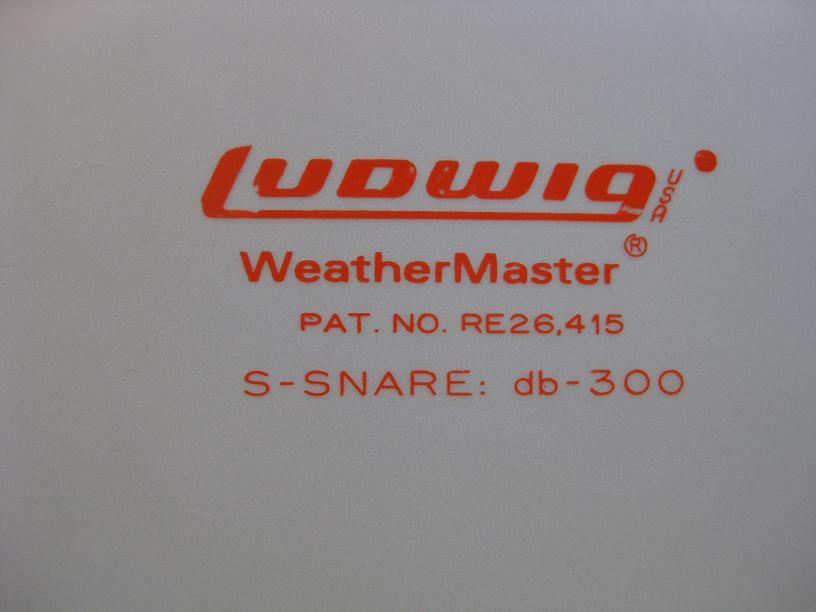 LUDWIG USA
WeatherMaster®
PAT. NO. RE26,415
S-SNARE: db-300